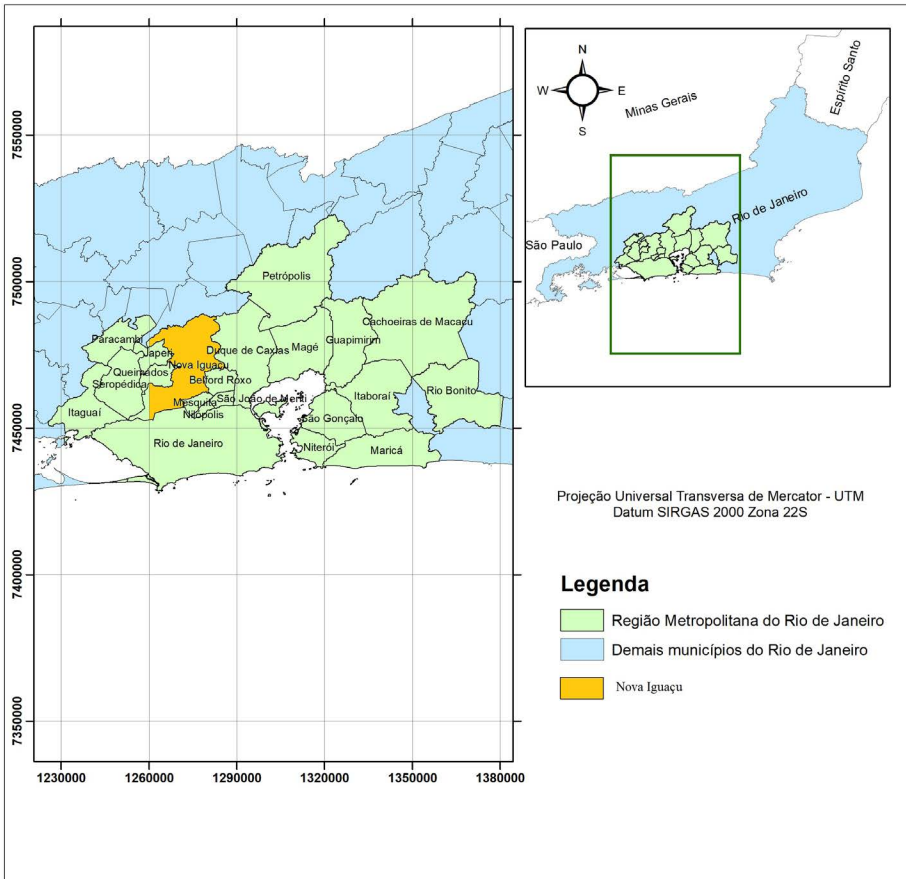 7550000
7500000
7450000
7400000
7350000
1230000
1260000
1290000
1320000
1350000
1380000
Petrópolis
Cachoeiras de Macacu
Paracambi
Japeri
Duque de Caxias
Magé
Guapimirim
Nova Iguaçu
Queimados
Belford Roxo
Seropédica
Rio Bonito
Itaboraí
Mesquita
São João de Meriti
Itaguaí
Nilópolis
São Gonçalo
Rio de Janeiro
Niterói
Maricá
N
W
E
S
Minas Gerais
Espírito Santo
Rio de Janeiro
São Paulo
Projeção Universal Transversa de Mercator - UTM
Datum SIRGAS 2000 Zona 22S
Legenda
Região Metropolitana do Rio de Janeiro
Demais municípios do Rio de Janeiro
Nova Iguaçu